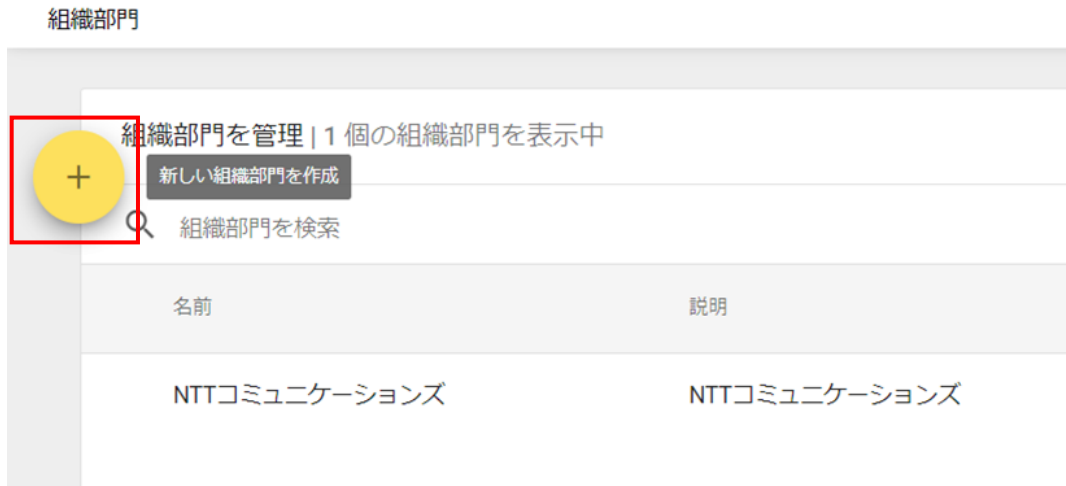 組織部門
組織部門を管理 | 1 個の組織部門を表示中
新しい組織部門を作成
組織部門を検索
名前 説明
NTTコミュニケーションズ NTTコミュニケーションズ